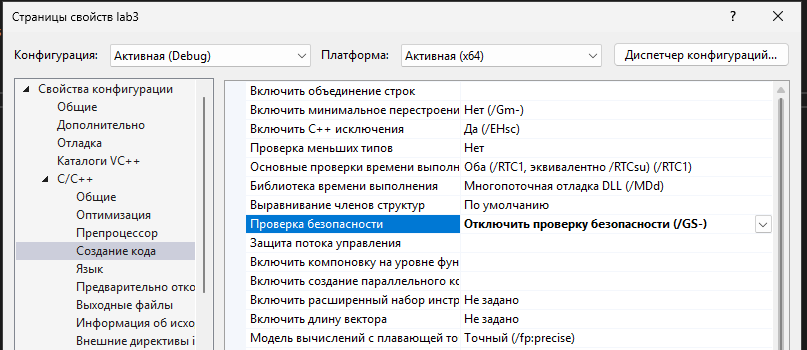 Страницы свойств lab3
Конфигурация: Активная (Debug) Платформа: Активная (x64) Диспетчер конфигураций...
Свойства конфигурации
Общие
Дополнительно
Отладка
Каталоги VC++
C/C++
Общие
Оптимизация
Препроцессор
Создание кода
Язык
Предварительно отко
Выходные файлы
Информация об исхо
Внешние директивы i
Включить объединение строк
Включить минимальное перестроени Нет (/Gm-)
Включить C++ исключения Да (/EHsc)
Проверка меньших типов Нет
Основные проверки времени выполн Оба (/RTC1, эквивалентно /RTCsu) (/RTC1)
Библиотека времени выполнения Многопоточная отладка DLL (/MDd)
Выравнивание членов структур По умолчанию
Проверка безопасности Отключить проверку безопасности (/GS-)
Защита потока управления
Включить компоновку на уровне фун
Включить создание параллельного кс
Включить расширенный набор инстр Не задано
Включить длину вектора Не задано
Модель вычислений с плавающей то Точный (/fp:precise)